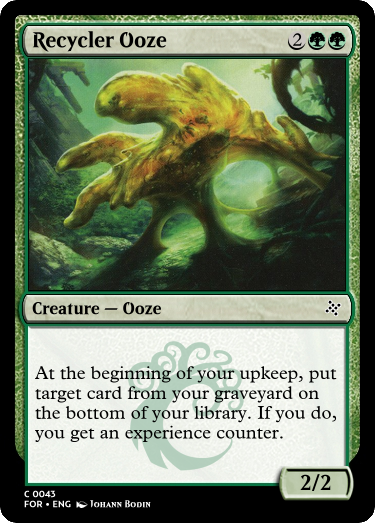 Recycler Ooze 2
Creature — Ooze
At the beginning of your upkeep, put
target card from your graveyard on
the bottom of your library. If you do,
you get an experience counter.
2/2
C 0043
FOR • ENG Johann Bodin